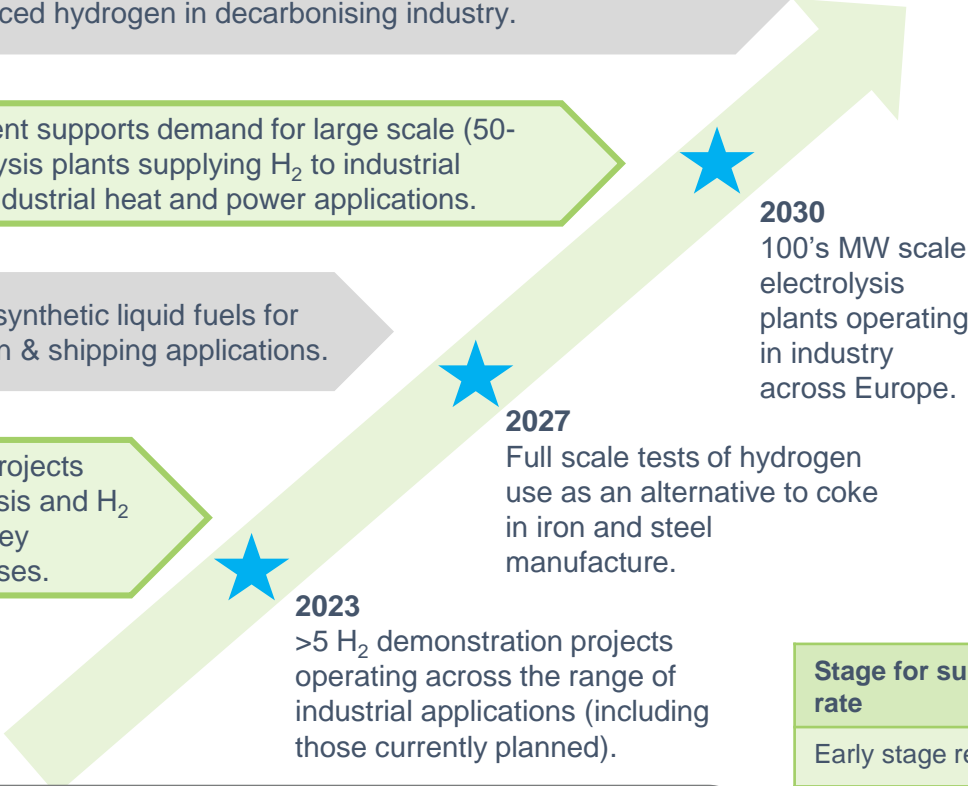 ced hydrogen in decarbonising industry.
ent supports demand for large scale (50-
ysis plants supplying H₂ to industrial
dustrial heat and power applications.
2030
100's MW scale
electrolysis
plants operating
in industry
across Europe.
synthetic liquid fuels for
n & shipping applications.
2027
Full scale tests of hydrogen
use as an alternative to coke
in iron and steel
manufacture.
rojects
sis and H₂
ey
ses.
2023
>5 H₂ demonstration projects
operating across the range of
industrial applications (including
those currently planned).
Stage for su
rate
Early stage re